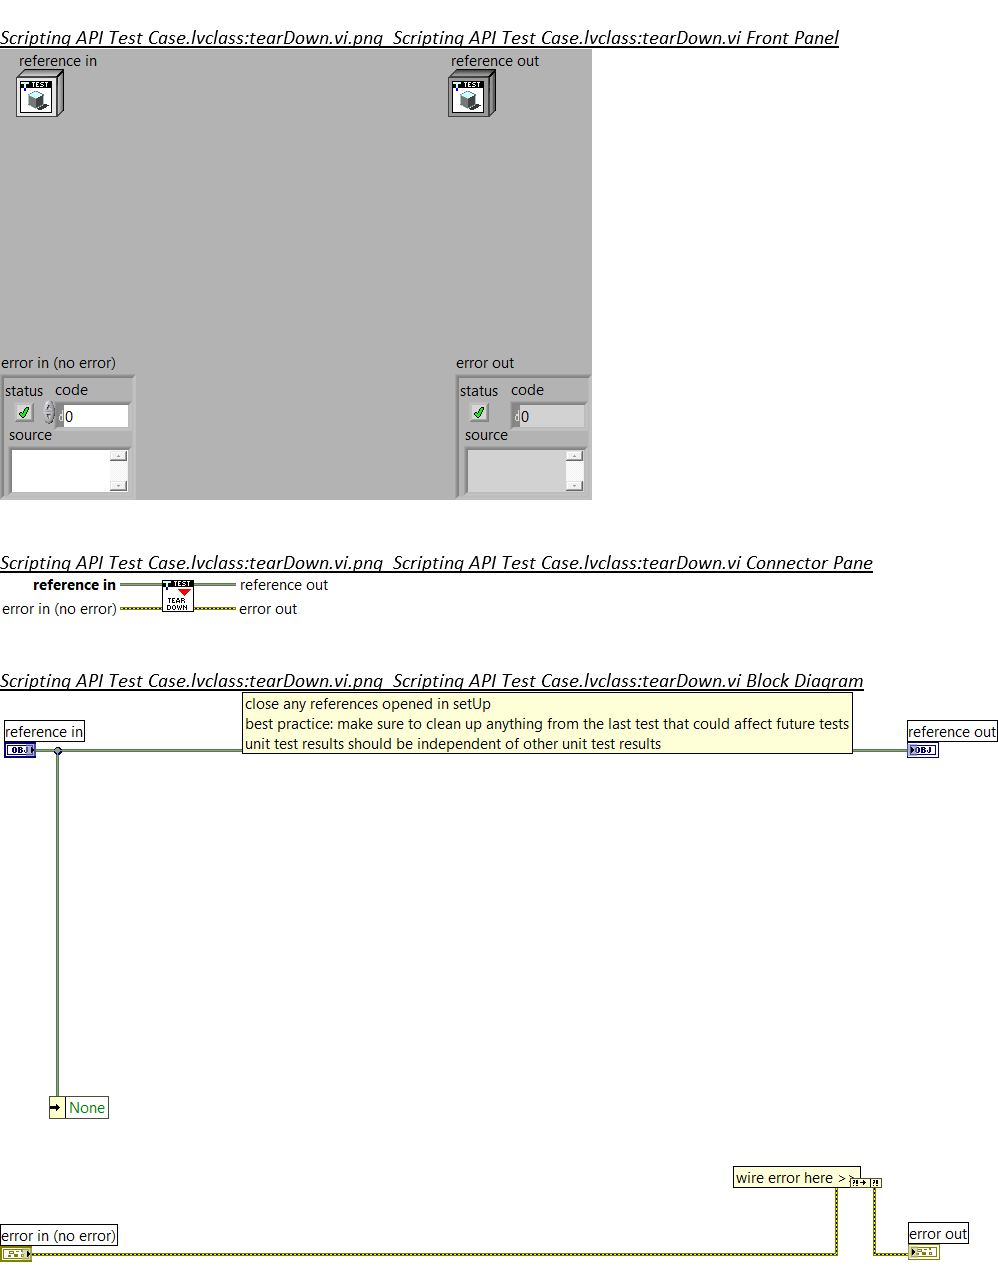 Scripting API Test Case.lvclass:tearDown.vi.png  Scripting API Test Case.lvclass:tearDown.vi Front Panel
reference in
reference out
TEST
TEST
error in (no error)
error out
status code
status code
0
0
source
source
Scripting API Test Case.lvclass:tearDown.vi.png  Scripting API Test Case.lvclass:tearDown.vi Connector Pane
reference in
reference out
TEST
TEAR
DOWN
error in (no error)
error out
Scripting API Test Case.lvclass:tearDown.vi.png  Scripting API Test Case.lvclass:tearDown.vi Block Diagram
close any references opened in setUp
best practice: make sure to clean up anything from the last test that could affect future tests
unit test results should be independent of other unit test results
reference in
reference out
OBJ
OBJ
None
wire error here >>
?!
?!
error in (no error)
error out